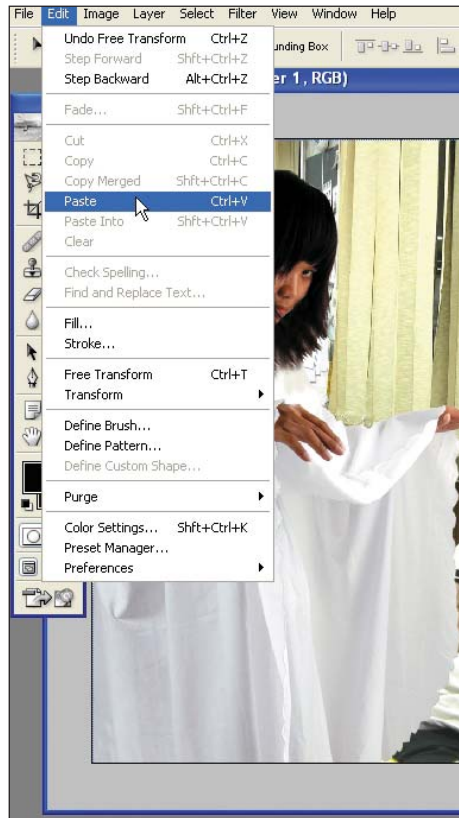 File Edit Image Layer Select Filter View Window Help
Undo Free Transform Ctrl+Z
Step Forward Shft+Ctrl+Z
Step Backward Alt+Ctrl+Z
Fade... Shft+Ctrl+F
Cut Ctrl+X
Copy Ctrl+C
Copy Merged Shft+Ctrl+C
Paste Ctrl+V
Paste Into Shft+Ctrl+V
Clear
Check Spelling...
Find and Replace Text...
Fill...
Stroke...
Free Transform Ctrl+T
Transform
Define Brush...
Define Pattern...
Define Custom Shape...
Purge
Color Settings... Shft+Ctrl+K
Preset Manager...
Preferences
unding Box
er 1, RGB)